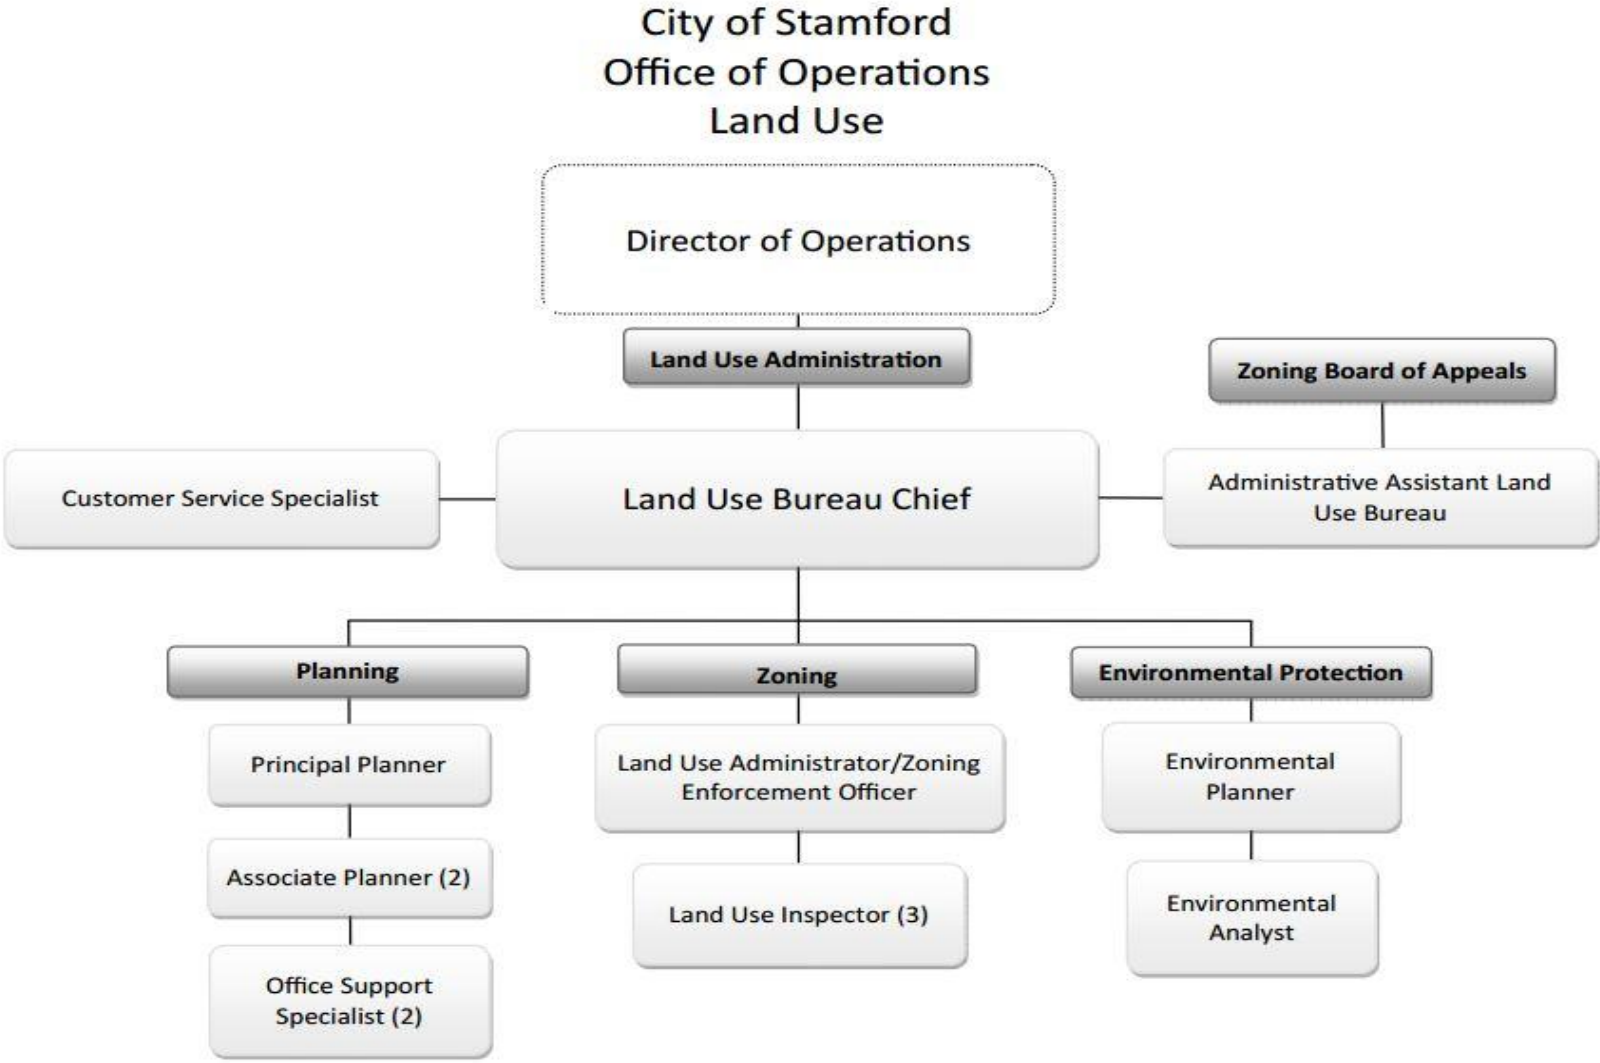 City of Stamford
Office of Operations
Land Use
Director of Operations
Land Use Administration
Zoning Board of Appeals
Customer Service Specialist
Land Use Bureau Chief
Administrative Assistant Land
Use Bureau
Planning
Zoning
Environmental Protection
Principal Planner
Land Use Administrator/Zoning
Enforcement Officer
Environmental
Planner
Associate Planner (2)
Land Use Inspector (3)
Environmental
Analyst
Office Support
Specialist (2)